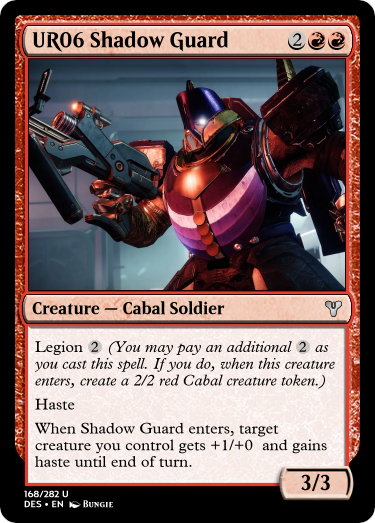 UR06 Shadow Guard 2
Creature — Cabal Soldier
Legion 2 (You may pay an additional 2 as
you cast this spell. If you do, when this creature
enters, create a 2/2 red Cabal creature token.)
Haste
When Shadow Guard enters, target
creature you control gets +1/+0 and gains
haste until end of turn.
3/3
168/282 U
DES • EN Bungie